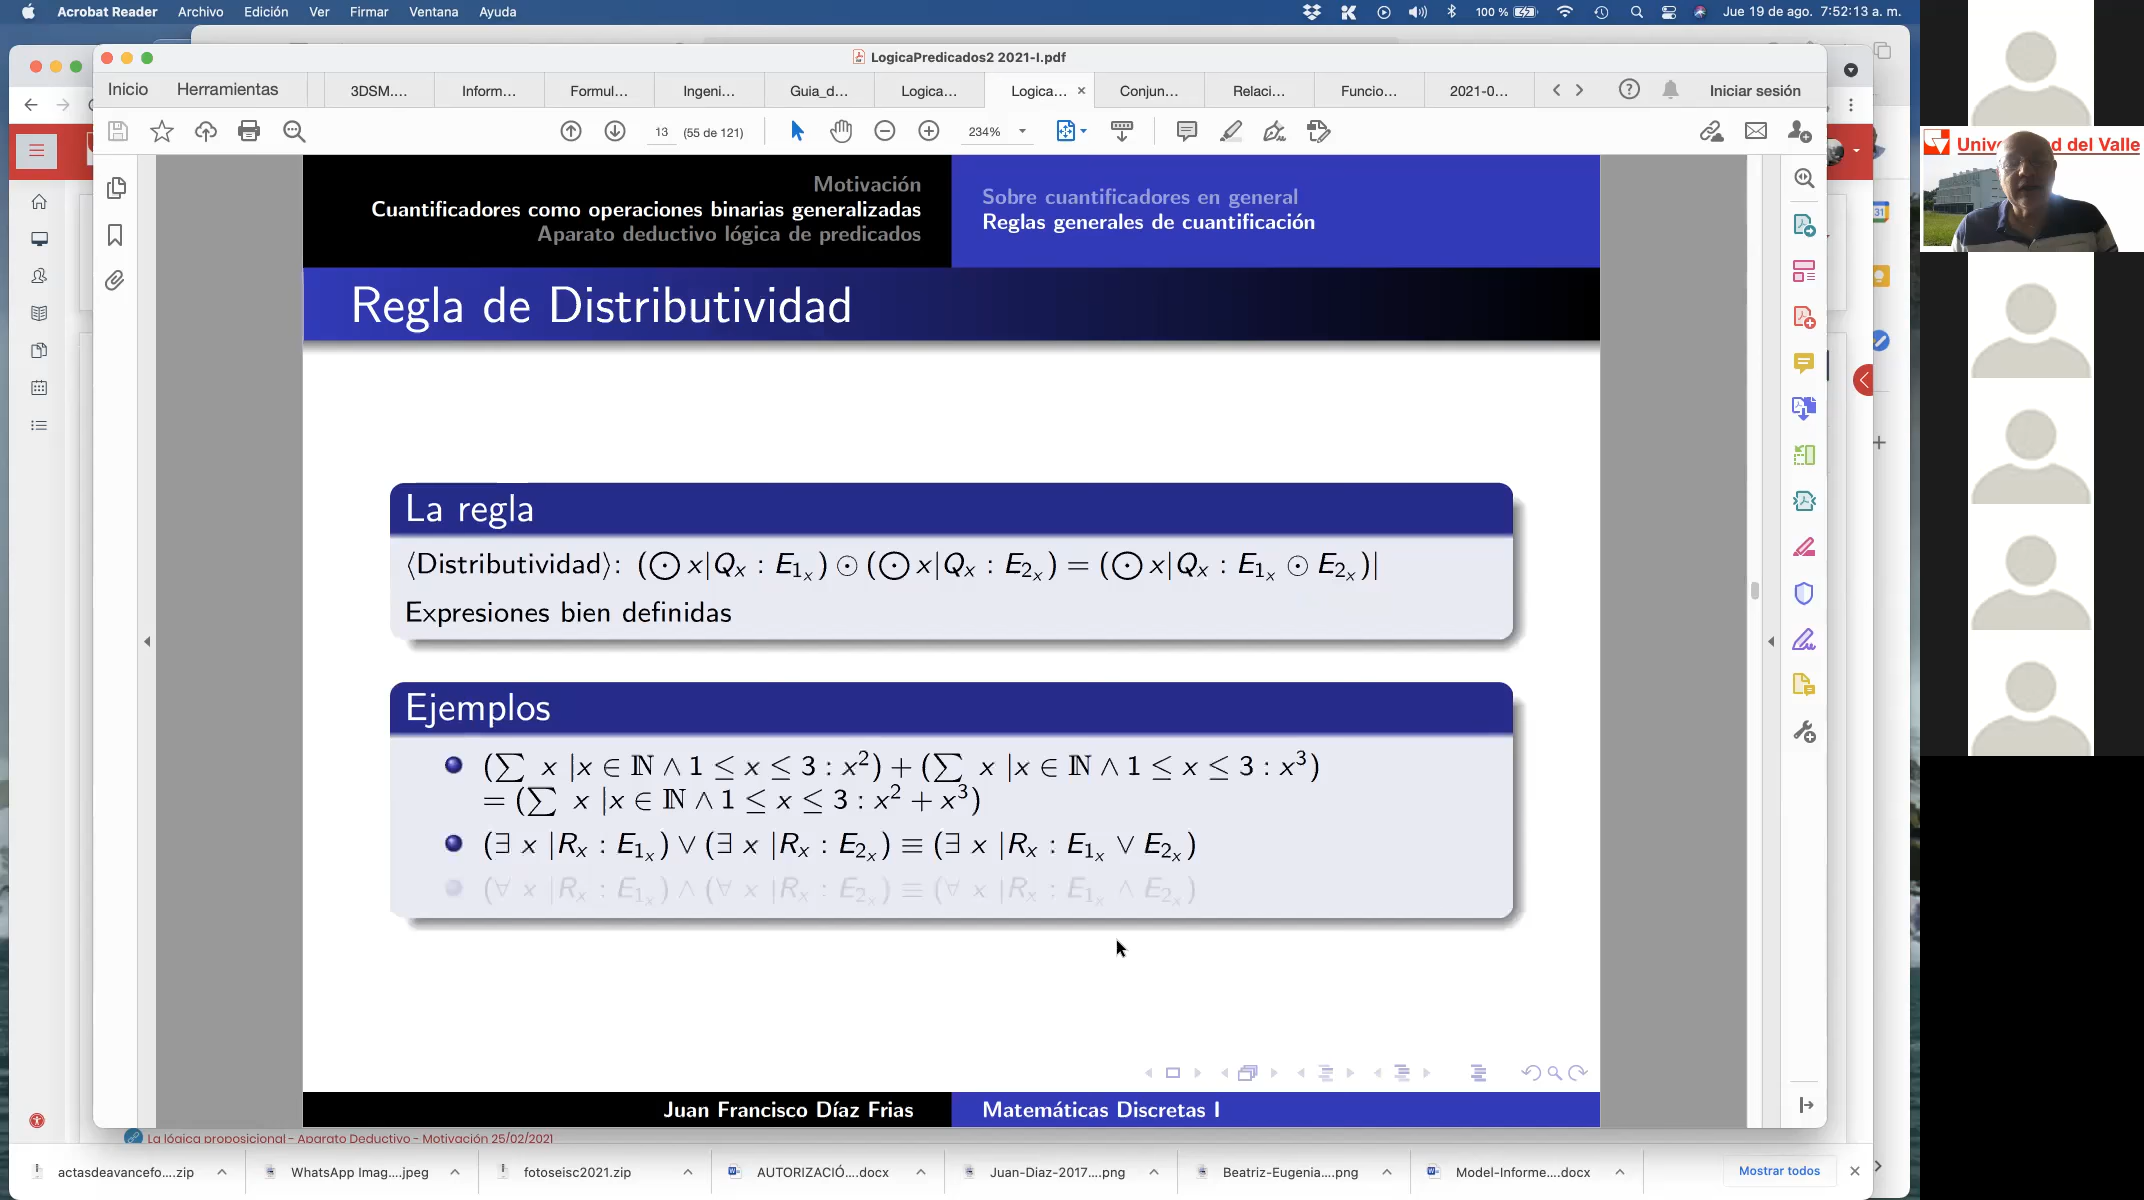 Acrobat Reader Archivo Edición Ver Firmar Ventana Ayuda
100 % Jue 19 de ago. 7:52:13 a. m.
LogicaPredicados2 2021-I.pdf
Inicio Herramientas 3DSM.... Inform... Formul... Ingeni... Guia_d... Logica... Logica... × Conjun... Relaci... Funcio... 2021-0... Iniciar sesión
13 (55 de 121) 234%
Motivación
Cuantificadores como operaciones binarias generalizadas
Aparato deductivo lógica de predicados
Sobre cuantificadores en general
Reglas generales de cuantificación
Regla de Distributividad
La regla
⟨Distributividad⟩: (⨀ x|Qₓ : E₁ₓ) ⊙ (⨀ x|Qₓ : E₂ₓ) = (⨀ x|Qₓ : E₁ₓ ⊙ E₂ₓ)|
Expresiones bien definidas
Ejemplos
(∑ x |x ∈ ℕ ∧ 1 ≤ x ≤ 3 : x²) + (∑ x |x ∈ ℕ ∧ 1 ≤ x ≤ 3 : x³)
= (∑ x |x ∈ ℕ ∧ 1 ≤ x ≤ 3 : x² + x³)
(∃ x |Rₓ : E₁ₓ) ∨ (∃ x |Rₓ : E₂ₓ) ≡ (∃ x |Rₓ : E₁ₓ ∨ E₂ₓ)
(∀ x |Rₓ : E₁ₓ) ∧ (∀ x |Rₓ : E₂ₓ) ≡ (∀ x |Rₓ : E₁ₓ ∧ E₂ₓ)
Juan Francisco Díaz Frias Matemáticas Discretas I
La lógica proposicional - Aparato Deductivo - Motivación 25/02/2021
actasdeavancefo....zip WhatsApp Imag....jpeg fotoseisc2021.zip AUTORIZACIÓ....docx Juan-Diaz-2017....png Beatriz-Eugenia....png Model-Informe....docx Mostrar todos
31
d del Valle